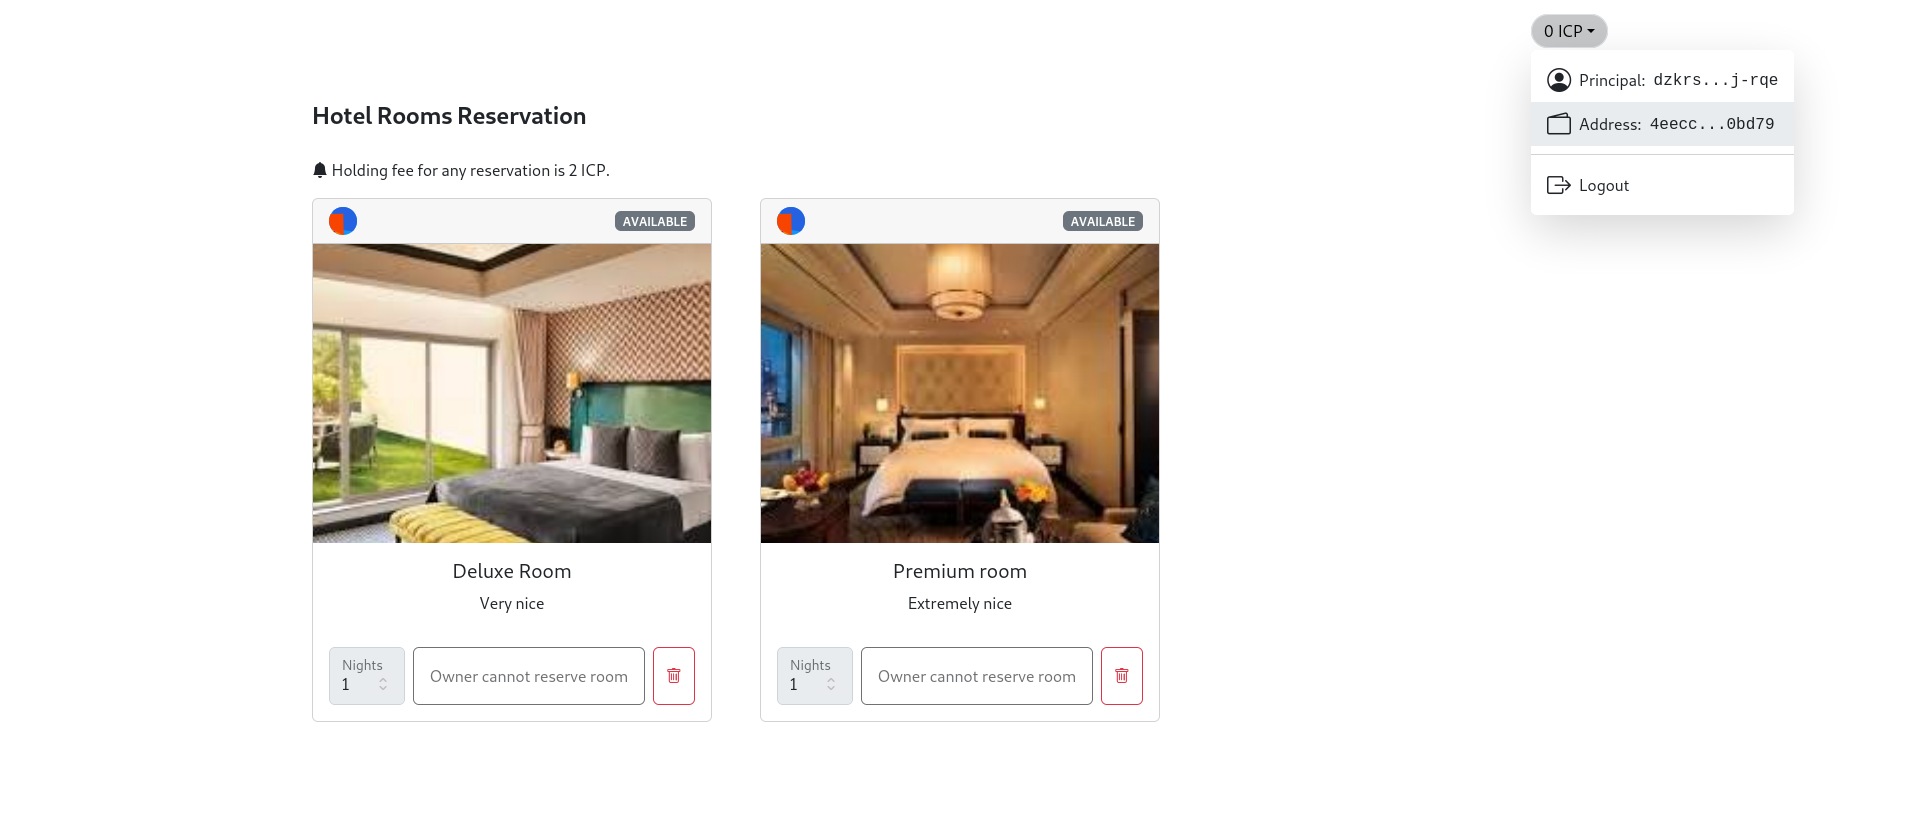 0 ICP
Principal: dzkrs...j-rqe
Address: 4eecc...0bd79
Logout
Hotel Rooms Reservation
Holding fee for any reservation is 2 ICP.
AVAILABLE
Deluxe Room
Very nice
Nights
1
Owner cannot reserve room
AVAILABLE
Premium room
Extremely nice
Nights
1
Owner cannot reserve room